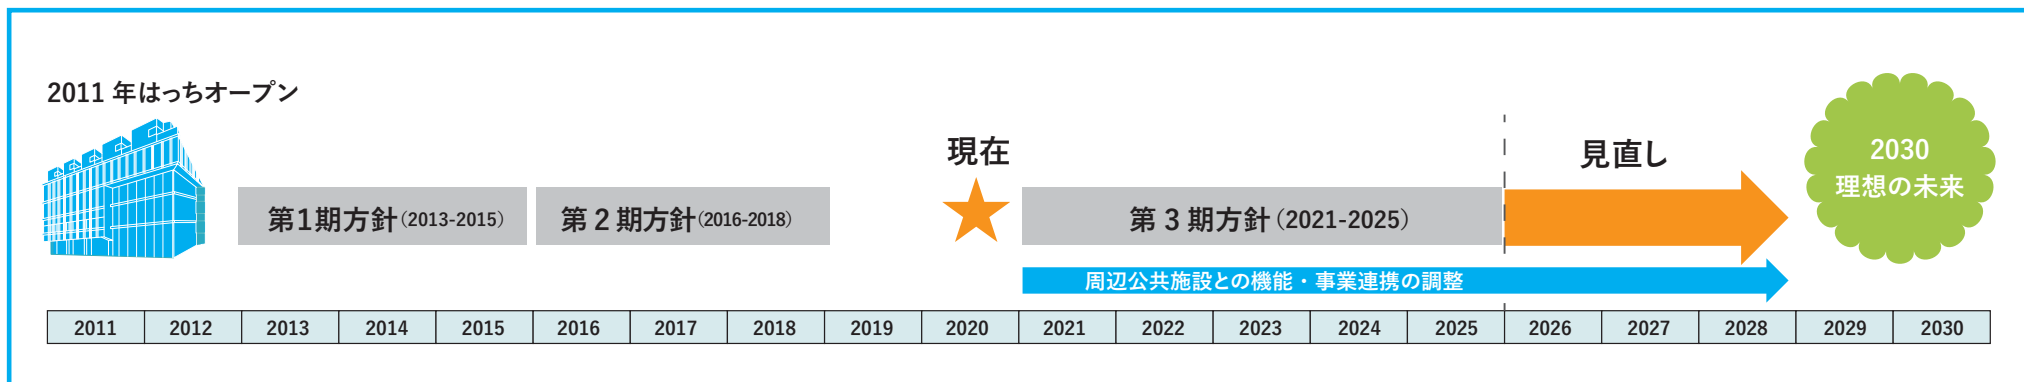 2011 年はっちオープン
現在
見直し
2030
理想の未来
第1期方針(2013-2015)
第 2 期方針(2016-2018)
第 3 期方針(2021-2025)
周辺公共施設との機能・事業連携の調整
2011 2012 2013 2014 2015 2016 2017 2018 2019 2020 2021 2022 2023 2024 2025 2026 2027 2028 2029 2030